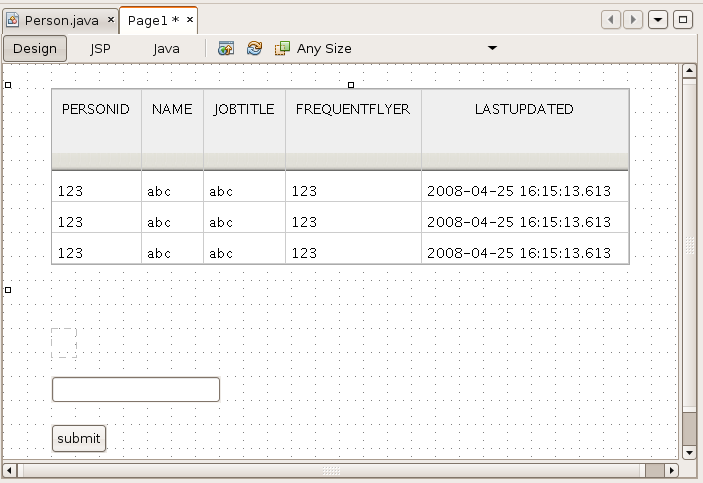 Person.java × Page1 * ×
Design JSP Java Any Size
PERSONID NAME JOBTITLE FREQUENTFLYER LASTUPDATED
123 abc abc 123 2008-04-25 16:15:13.613
123 abc abc 123 2008-04-25 16:15:13.613
123 abc abc 123 2008-04-25 16:15:13.613
submit